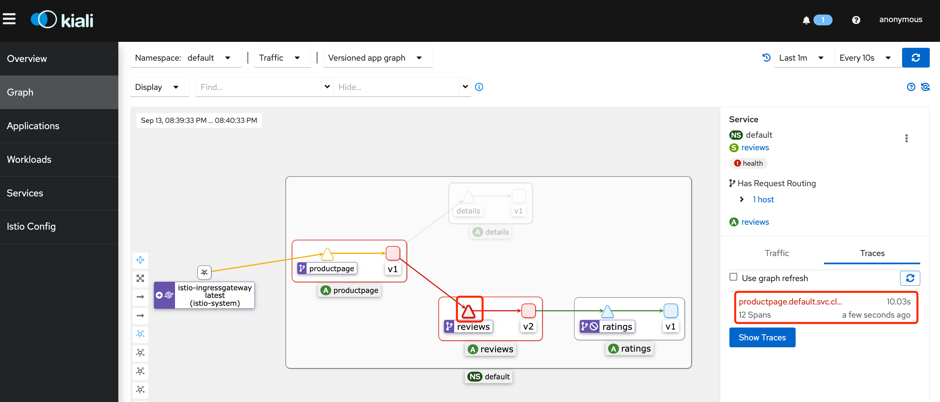 kiali
1
anonymous
Overview
Graph
Applications
Workloads
Services
Istio Config
Namespace: default
Traffic
Versioned app graph
Last 1m
Every 10s
Display
Find...
Hide...
Sep 13, 08:39:33 PM ... 08:40:33 PM
details
v1
A details
productpage
v1
A productpage
istio-ingressgateway
latest
(istio-system)
reviews
v2
A reviews
ratings
v1
A ratings
NS default
Service
NS default
S reviews
health
Has Request Routing
1 host
A reviews
Traffic
Traces
Use graph refresh
productpage.default.svc.cl...
10.03s
12 Spans
a few seconds ago
Show Traces